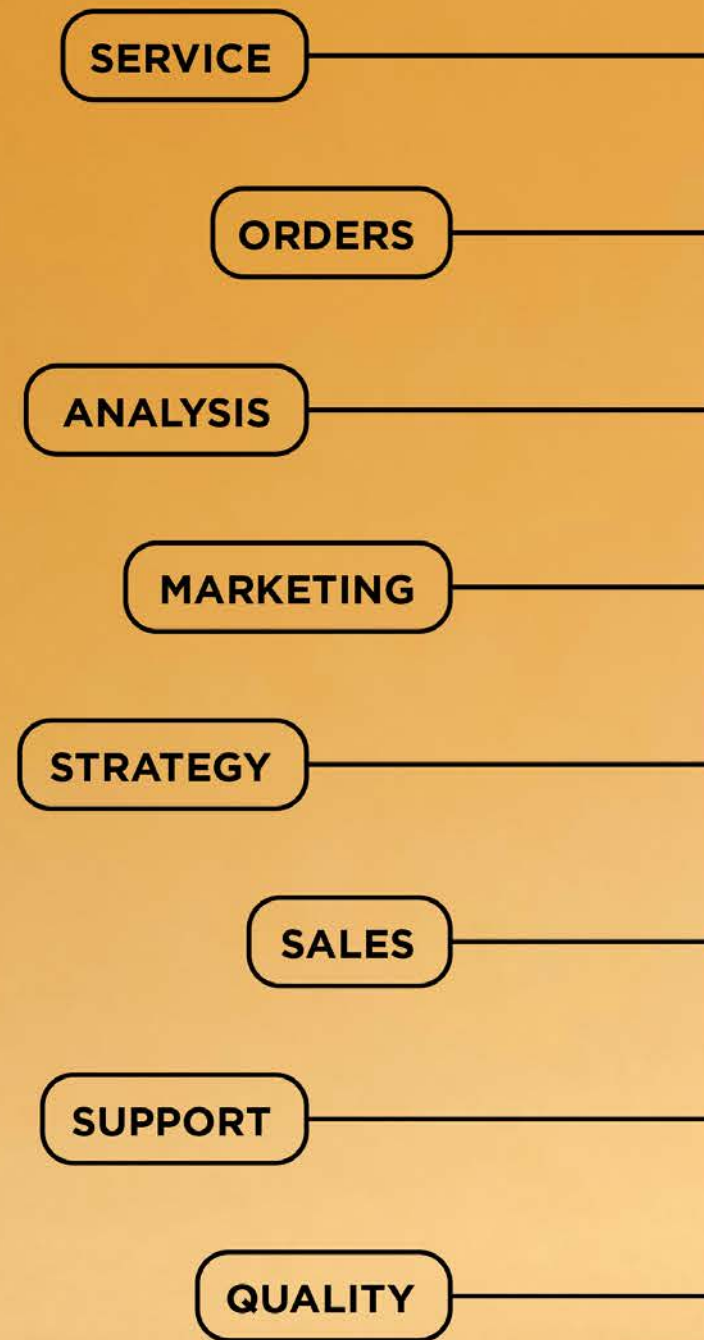 SERVICE
ORDERS
ANALYSIS
MARKETING
STRATEGY
SALES
SUPPORT
QUALITY